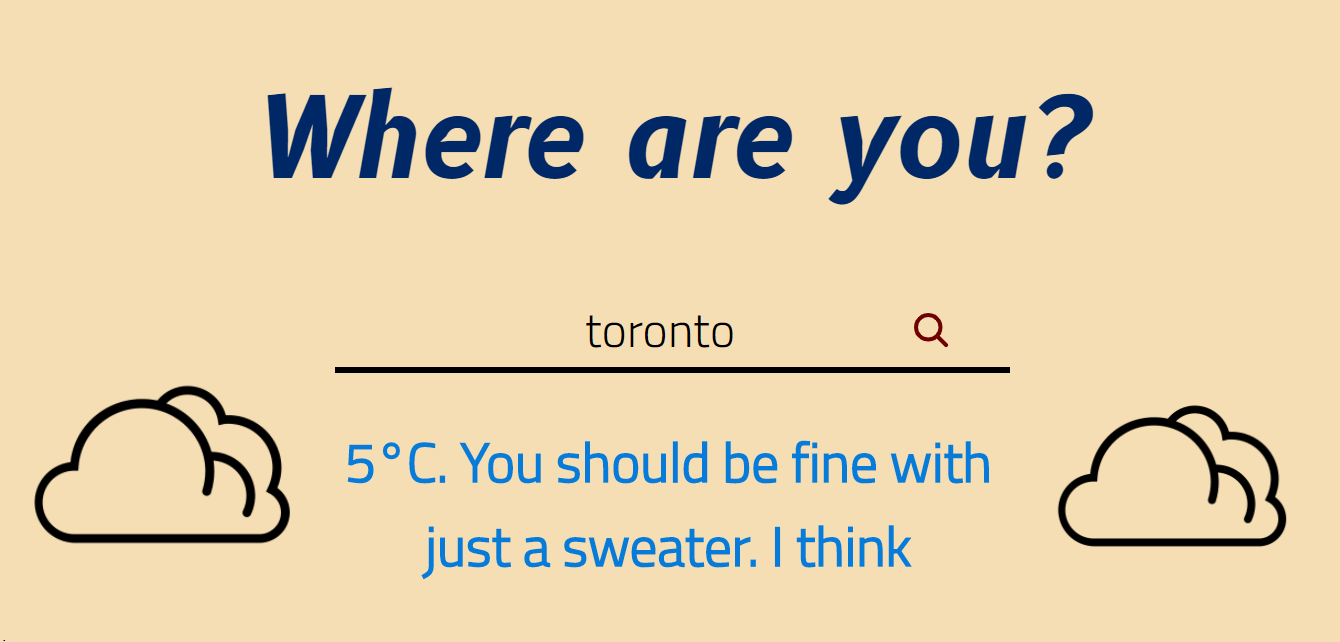 Where are you?
toronto
5°C. You should be fine with
just a sweater. I think